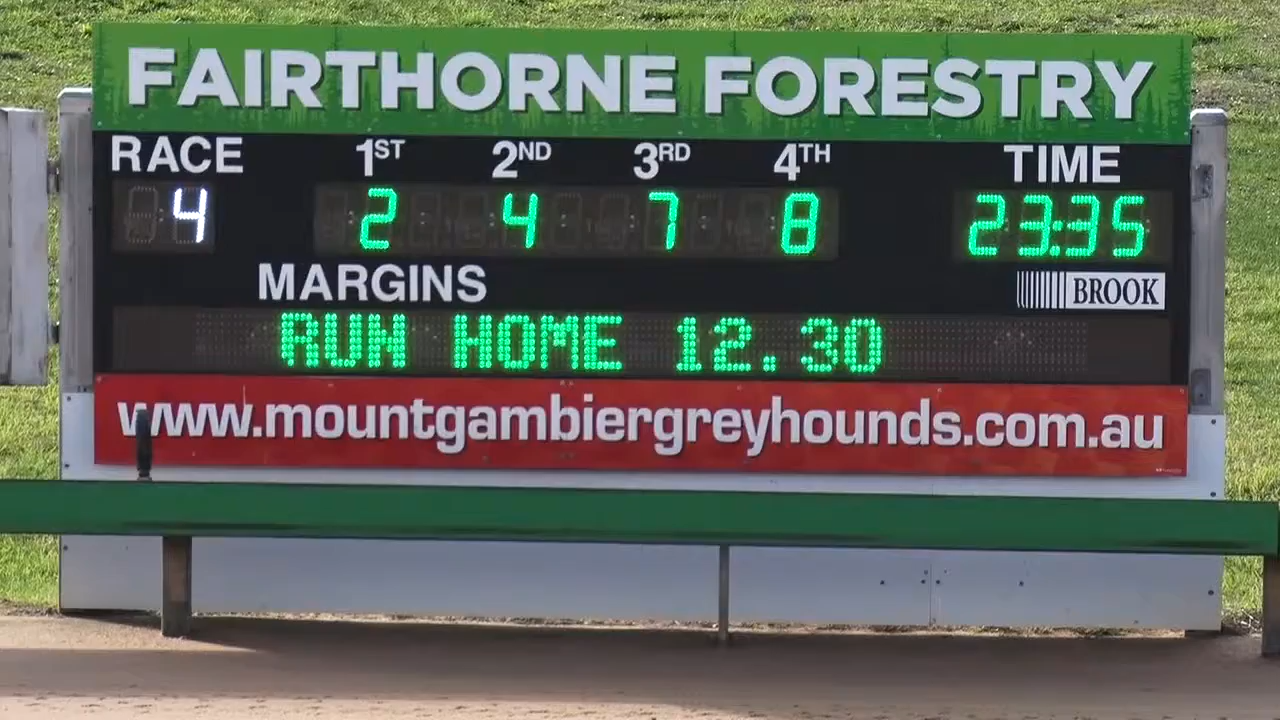 FAIRTHORNE FORESTRY
RACE 1ST 2ND 3RD 4TH TIME
4 2 4 7 8 23:35
MARGINS
BROOK
RUN HOME 12.30
www.mountgambiergreyhounds.com.au